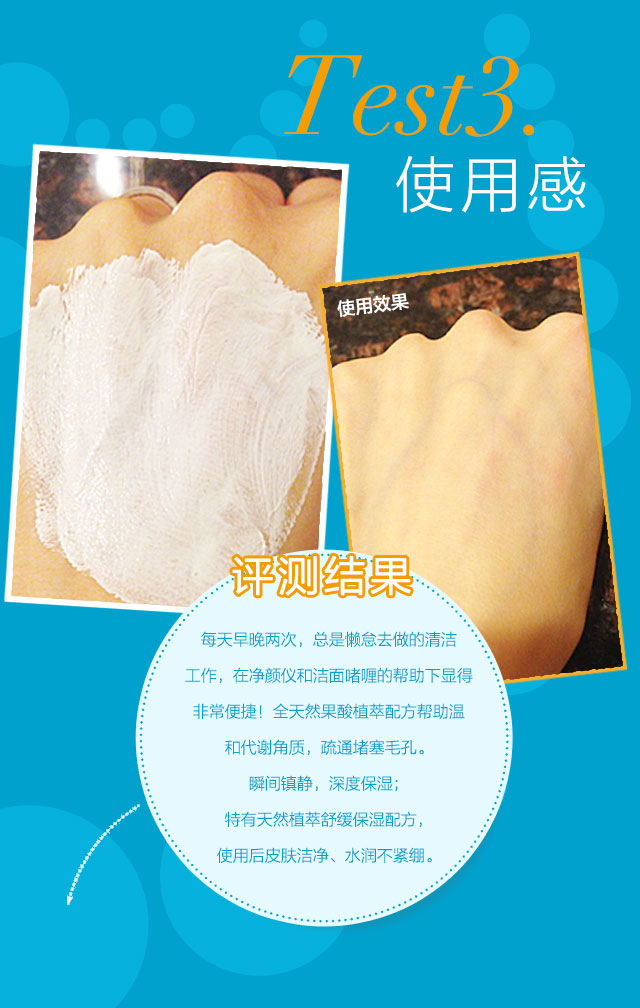 Test3.
使用感
使用效果
评测结果
每天早晚两次，总是懒怠去做的清洁
工作，在净颜仪和洁面啫喱的帮助下显得
非常便捷！全天然果酸植萃配方帮助温
和代谢角质，疏通堵塞毛孔。
瞬间镇静，深度保湿；
特有天然植萃舒缓保湿配方，
使用后皮肤洁净、水润不紧绷。